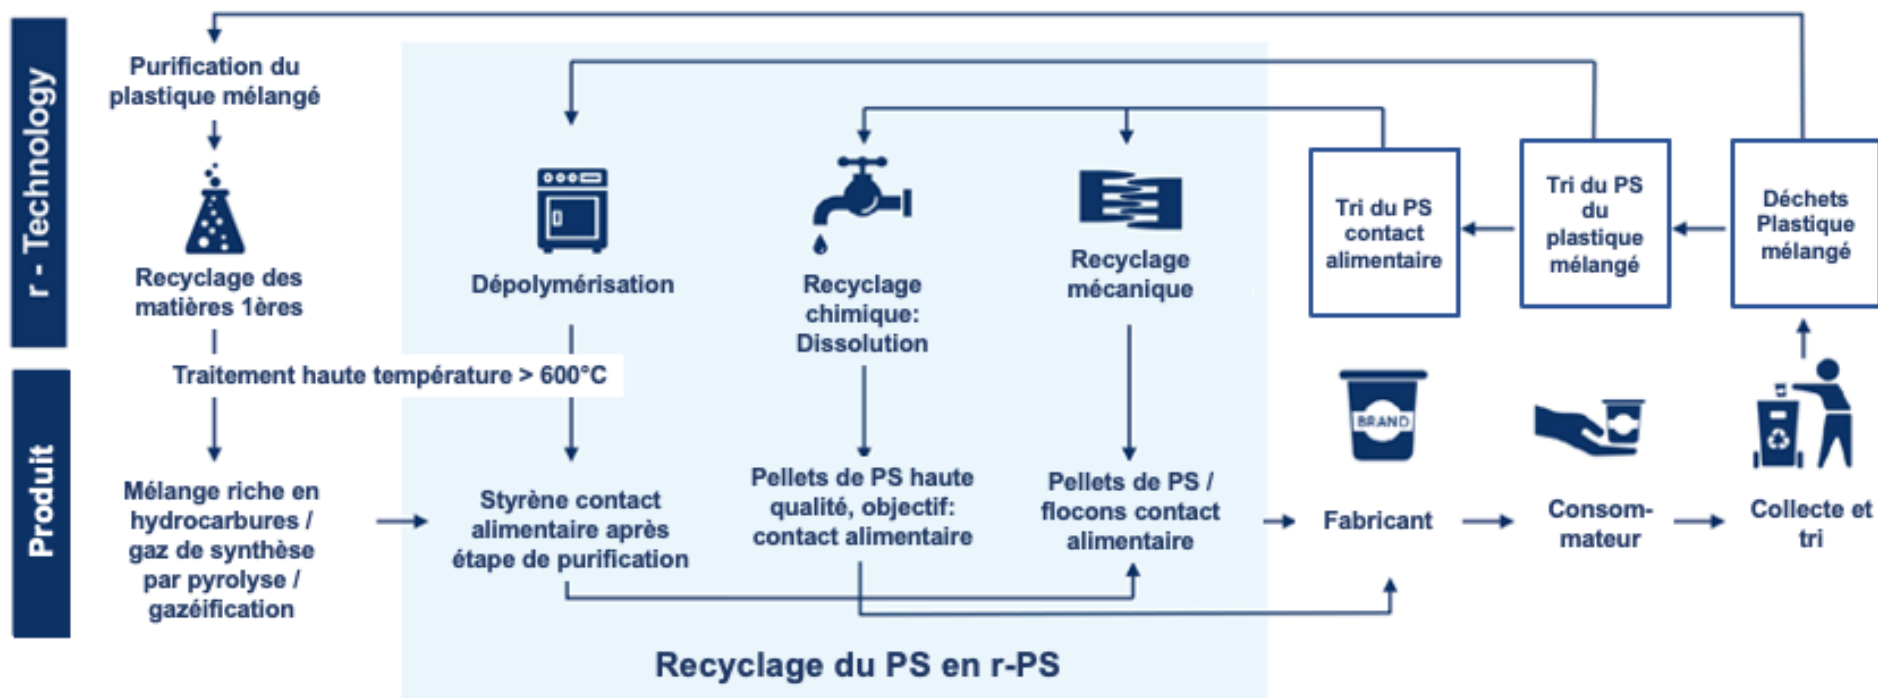 r - Technology
Purification du
plastique mélangé
Recyclage des
matières 1ères
Dépolymérisation
Recyclage
chimique:
Dissolution
Recyclage
mécanique
Tri du PS
contact
alimentaire
Tri du PS
du
plastique
mélangé
Déchets
Plastique
mélangé
Traitement haute température > 600°C
Produit
Mélange riche en
hydrocarbures /
gaz de synthèse
par pyrolyse /
gazéification
Styrène contact
alimentaire après
étape de purification
Pellets de PS haute
qualité, objectif:
contact alimentaire
Pellets de PS /
flocons contact
alimentaire
BRAND
Fabricant
Consom-
mateur
Collecte et
tri
Recyclage du PS en r-PS